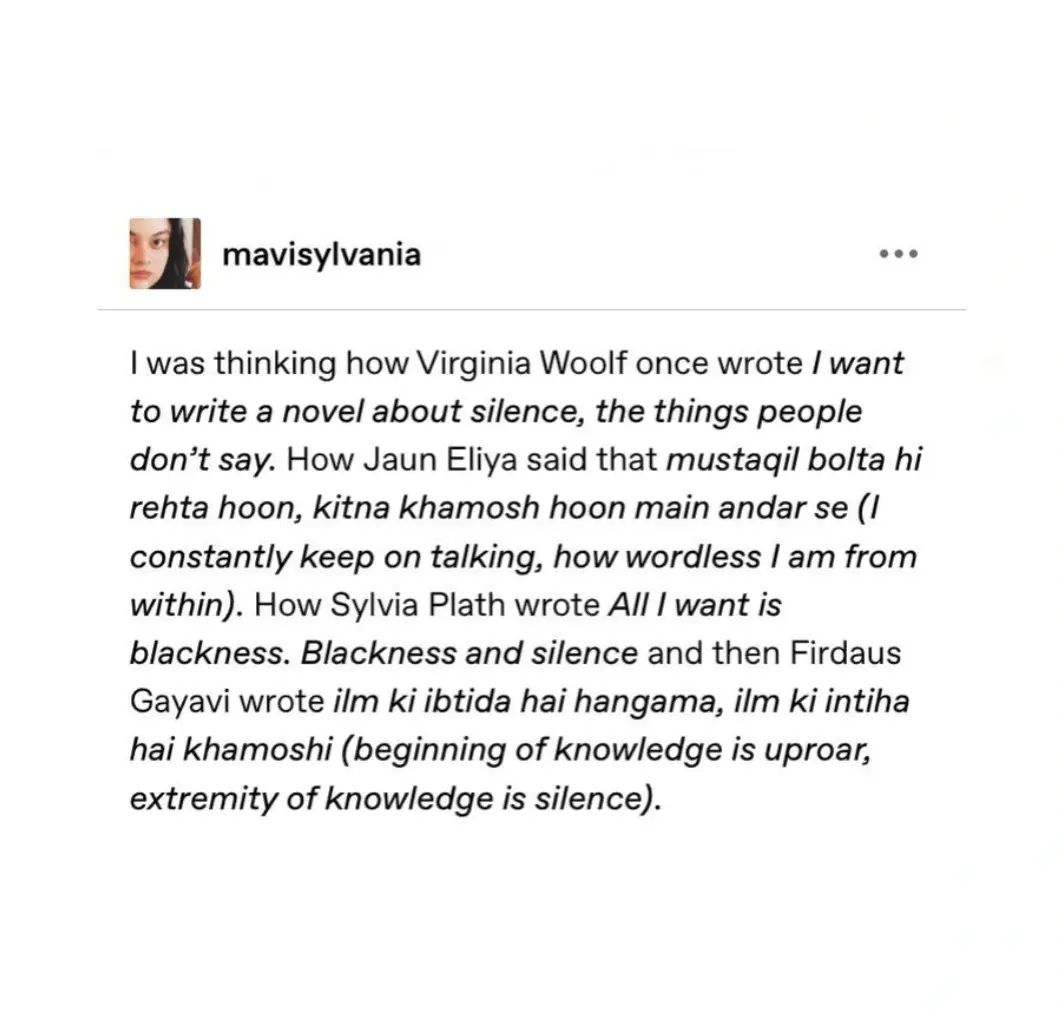 mavisylvania
I was thinking how Virginia Woolf once wrote I want
to write a novel about silence, the things people
don’t say. How Jaun Eliya said that mustaqil bolta hi
rehta hoon, kitna khamosh hoon main andar se (I
constantly keep on talking, how wordless I am from
within). How Sylvia Plath wrote All I want is
blackness. Blackness and silence and then Firdaus
Gayavi wrote ilm ki ibtida hai hangama, ilm ki intiha
hai khamoshi (beginning of knowledge is uproar,
extremity of knowledge is silence).